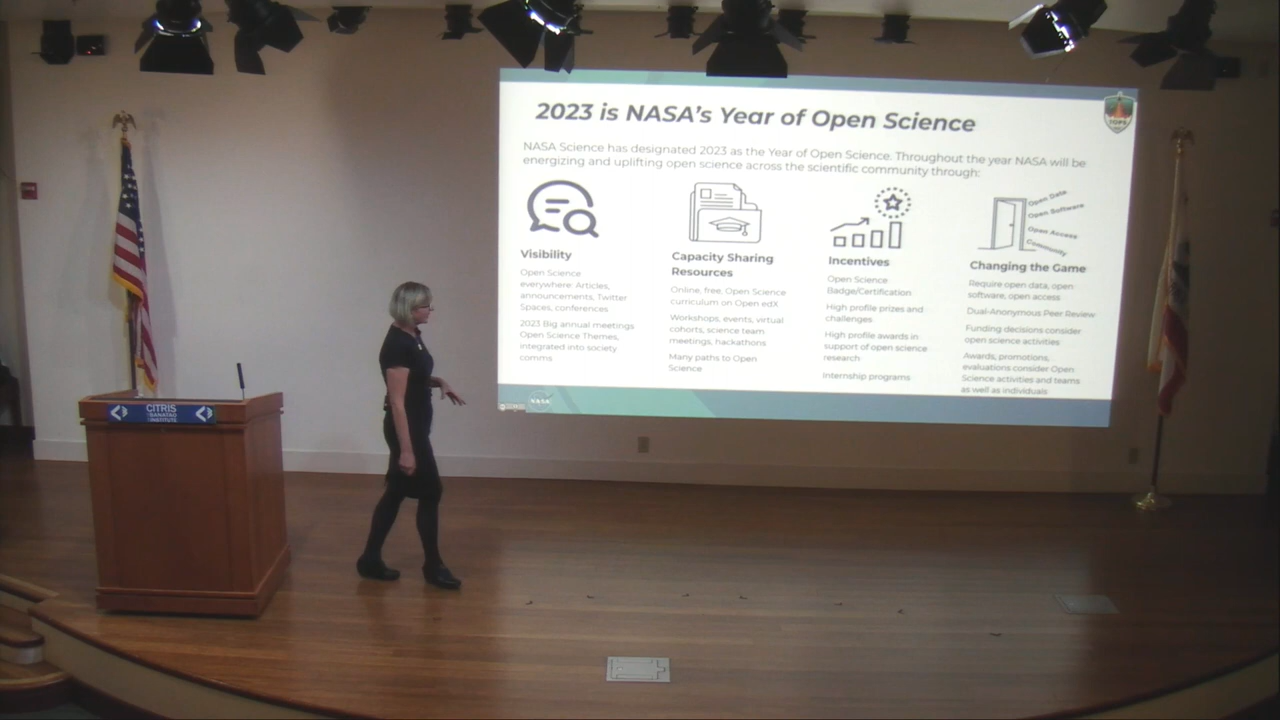 2023 is NASA's Year of Open Science
NASA Science has designated 2023 as the Year of Open Science. Throughout the year NASA will be
energizing and uplifting open science across the scientific community through:
Visibility
Open Science
everywhere: Articles,
announcements, Twitter
Spaces, conferences
2023 Big annual meetings
Open Science Themes,
integrated into society
comms
Capacity Sharing
Resources
Online, free, Open Science
curriculum on Open edX
Workshops, events, virtual
cohorts, science team
meetings, hackathons
Many paths to Open
Science
Incentives
Open Science
Badge/Certification
High profile prizes and
challenges
High profile awards in
support of open science
research
Internship programs
Open Data
Open Software
Open Access
Community
Changing the Game
Require open data, open
software, open access
Dual-Anonymous Peer Review
Funding decisions consider
open science activities
Awards, promotions,
evaluations consider Open
Science activities and teams
as well as individuals
TOPS
NASA
CITRIS
BANATAO
INSTITUTE